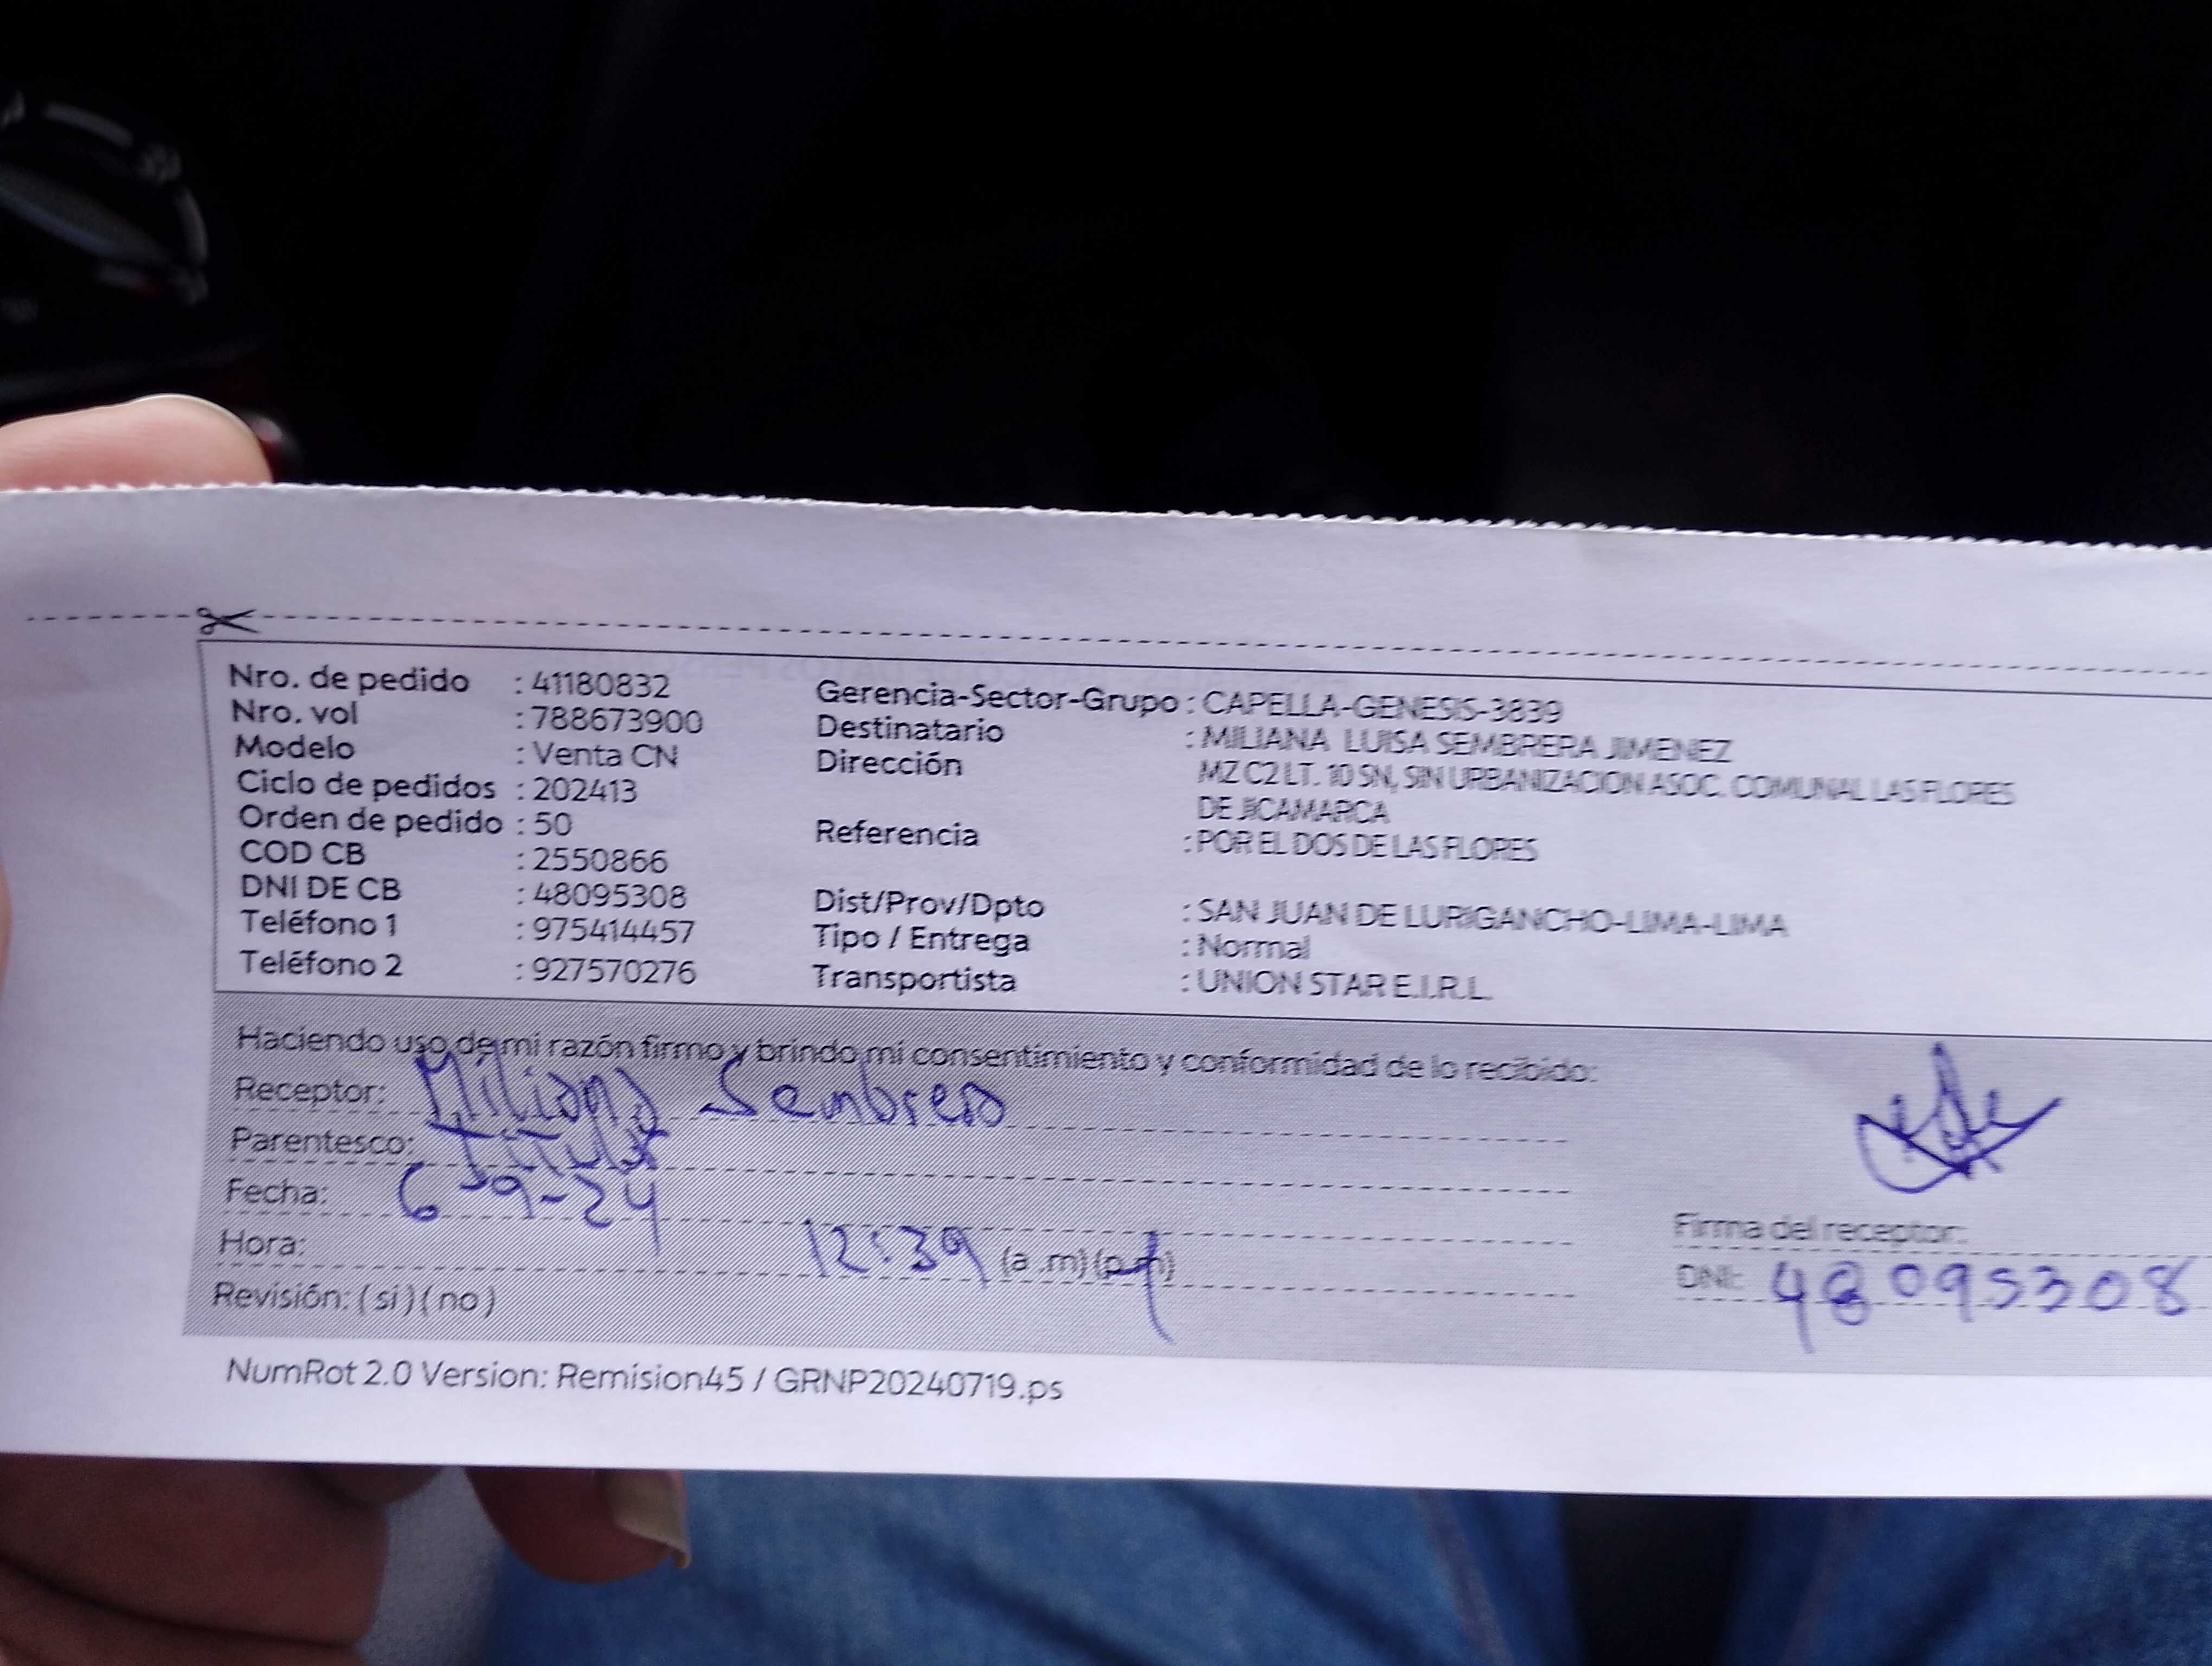 Nro. de pedido : 41180832
Nro. vol : 788673900
Modelo : Venta CN
Ciclo de pedidos : 202413
Orden de pedido : 50
COD CB : 2550866
DNI DE CB : 48095308
Teléfono 1 : 975414457
Teléfono 2 : 927570276
Gerencia-Sector-Grupo : CAPELLA-GENESIS-3839
Destinatario : MILIANA LUISA SEMBRERA JIMENEZ
Dirección MZ C2 LT. 10 SN, SIN URBANIZACION ASOC. COMUNAL LAS FLORES
DE JICAMARCA
Referencia : POR EL DOS DE LAS FLORES
Dist/Prov/Dpto : SAN JUAN DE LURIGANCHO-LIMA-LIMA
Tipo / Entrega : Normal
Transportista : UNION STAR E.I.R.L.
Haciendo uso de mi razón firmo y brindo mi consentimiento y conformidad de lo recibido:
Receptor: Miliana Sembrera
Parentesco: Titular
Fecha: 6-9-24
Hora: 12:39 (a .m)(p.m)
Revisión: (si)(no)
Firma del receptor:
DNI: 48095308
NumRot 2.0 Version: Remision45 / GRNP20240719.ps